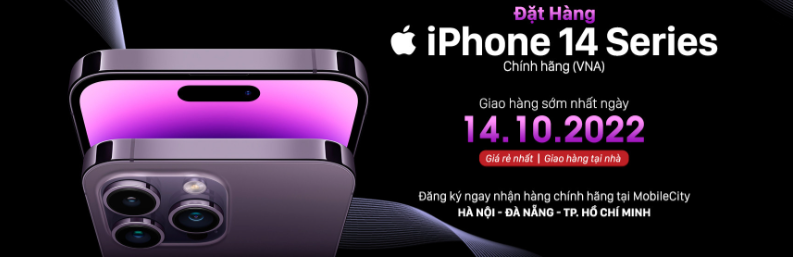 Đặt Hàng
iPhone 14 Series
Chính hãng (VNA)
Giao hàng sớm nhất ngày
14.10.2022
Giá rẻ nhất | Giao hàng tại nhà
Đăng ký ngay nhận hàng chính hãng tại MobileCity
HÀ NỘI - ĐÀ NẴNG - TP. HỒ CHÍ MINH